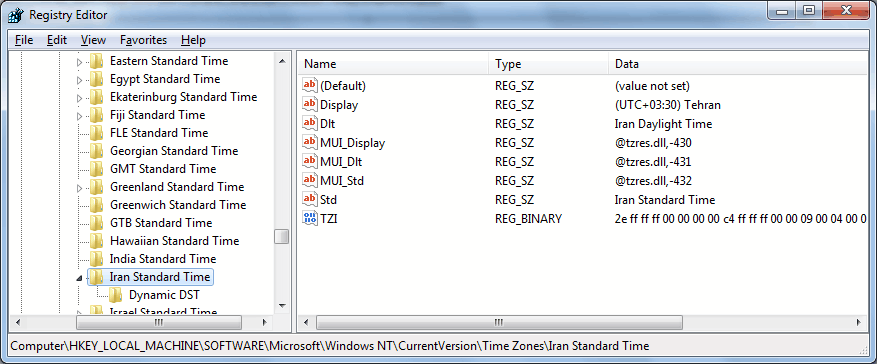 Registry Editor
File Edit View Favorites Help
Eastern Standard Time
Egypt Standard Time
Ekaterinburg Standard Time
Fiji Standard Time
FLE Standard Time
Georgian Standard Time
GMT Standard Time
Greenland Standard Time
Greenwich Standard Time
GTB Standard Time
Hawaiian Standard Time
India Standard Time
Iran Standard Time
Dynamic DST
Israel Standard Time
Name Type Data
(Default) REG_SZ (value not set)
Display REG_SZ (UTC+03:30) Tehran
Dlt REG_SZ Iran Daylight Time
MUI_Display REG_SZ @tzres.dll,-430
MUI_Dlt REG_SZ @tzres.dll,-431
MUI_Std REG_SZ @tzres.dll,-432
Std REG_SZ Iran Standard Time
TZI REG_BINARY 2e ff ff ff 00 00 00 00 c4 ff ff ff 00 00 09 00 04 00 0
Computer\HKEY_LOCAL_MACHINE\SOFTWARE\Microsoft\Windows NT\CurrentVersion\Time Zones\Iran Standard Time